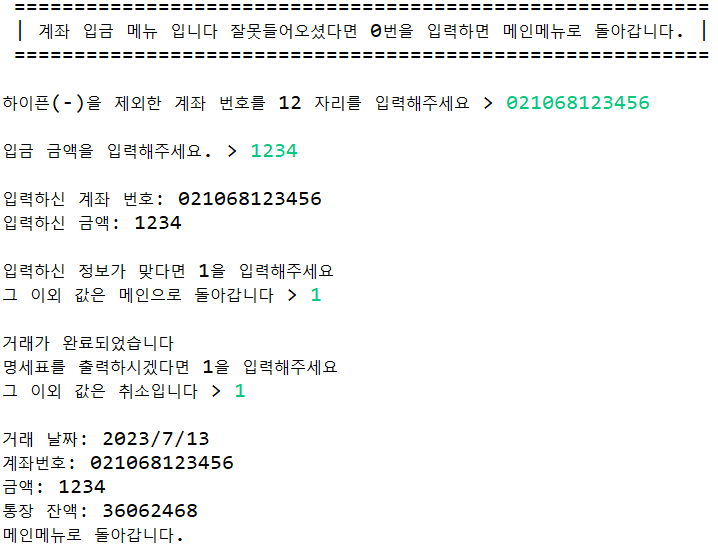 ==========================================================
| 계좌 입금 메뉴 입니다 잘못들어오셨다면 0번을 입력하면 메인메뉴로 돌아갑니다. |
==========================================================
하이픈(-)을 제외한 계좌 번호를 12 자리를 입력해주세요 > 021068123456
입금 금액을 입력해주세요. > 1234
입력하신 계좌 번호: 021068123456
입력하신 금액: 1234
입력하신 정보가 맞다면 1을 입력해주세요
그 이외 값은 메인으로 돌아갑니다 > 1
거래가 완료되었습니다
명세표를 출력하시겠다면 1을 입력해주세요
그 이외 값은 취소입니다 > 1
거래 날짜: 2023/7/13
계좌번호: 021068123456
금액: 1234
통장 잔액: 36062468
메인메뉴로 돌아갑니다.